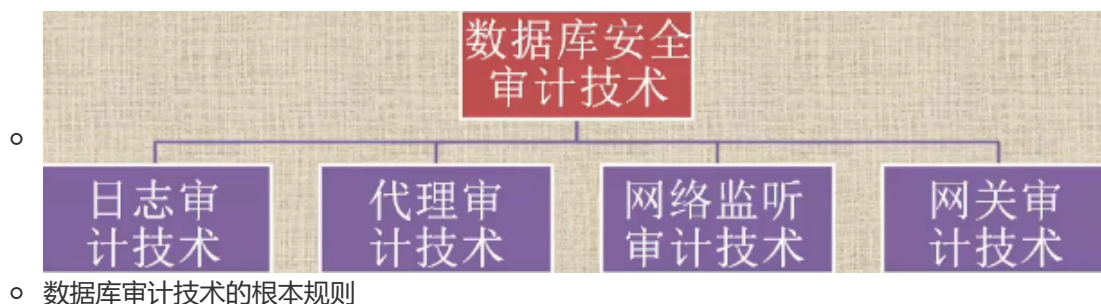 数据库安全
审计技术
日志审
计技术
代理审
计技术
网络监听
审计技术
网关审
计技术
数据库审计技术的根本规则